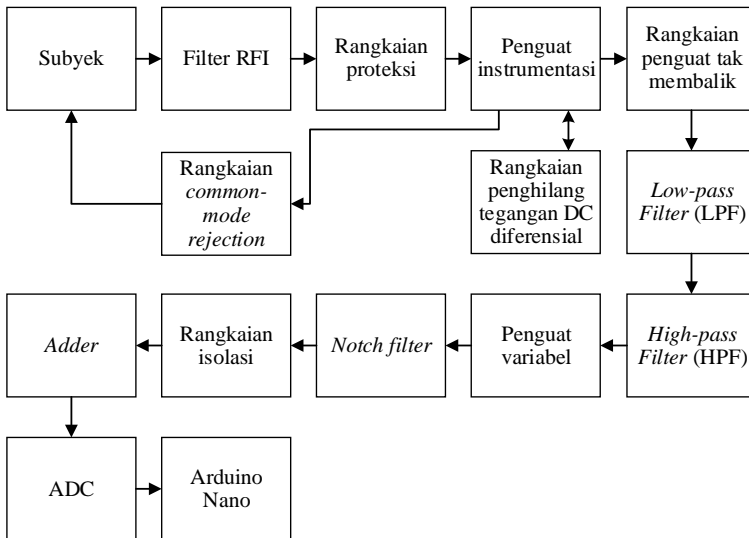 Subyek
Filter RFI
Rangkaian
proteksi
Penguat
instrumentasi
Rangkaian
penguat tak
membalik
Rangkaian
common-
mode
rejection
Rangkaian
penghilang
tegangan DC
diferensial
Low-pass
Filter (LPF)
Adder
Rangkaian
isolasi
Notch filter
Penguat
variabel
High-pass
Filter (HPF)
ADC
Arduino
Nano